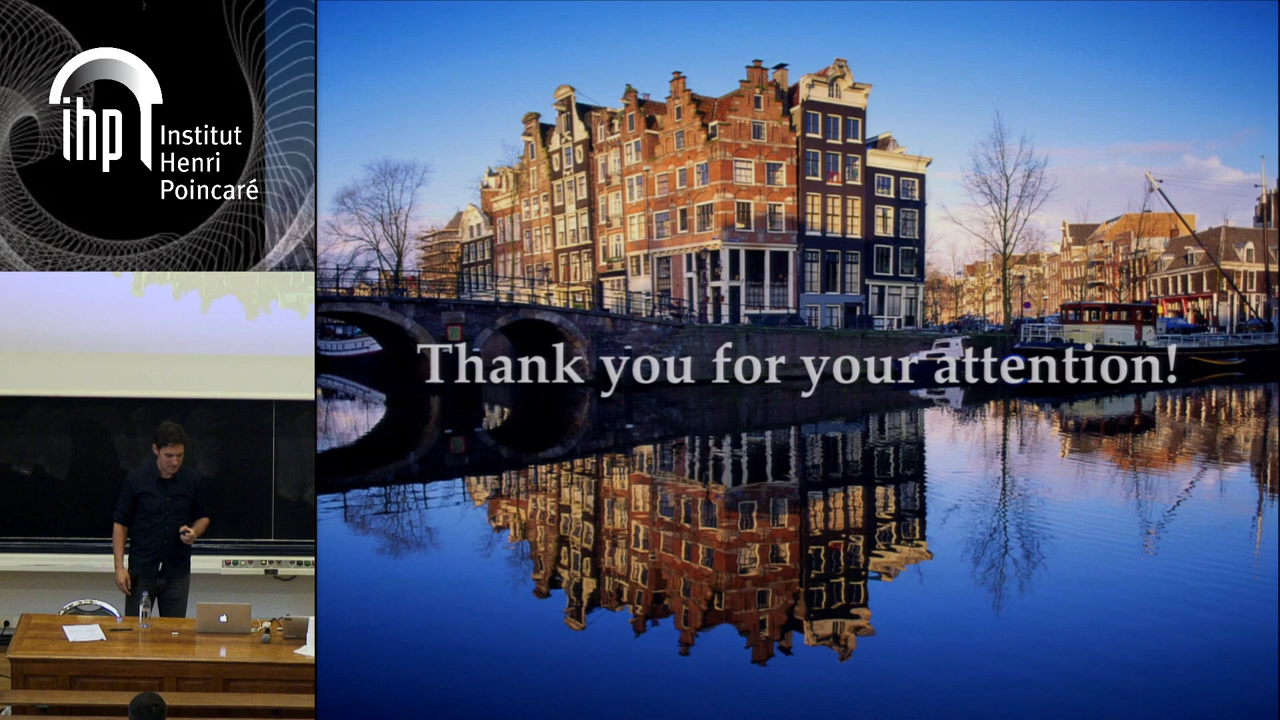 ihp
Institut
Henri
Poincaré
Thank you for your attention!